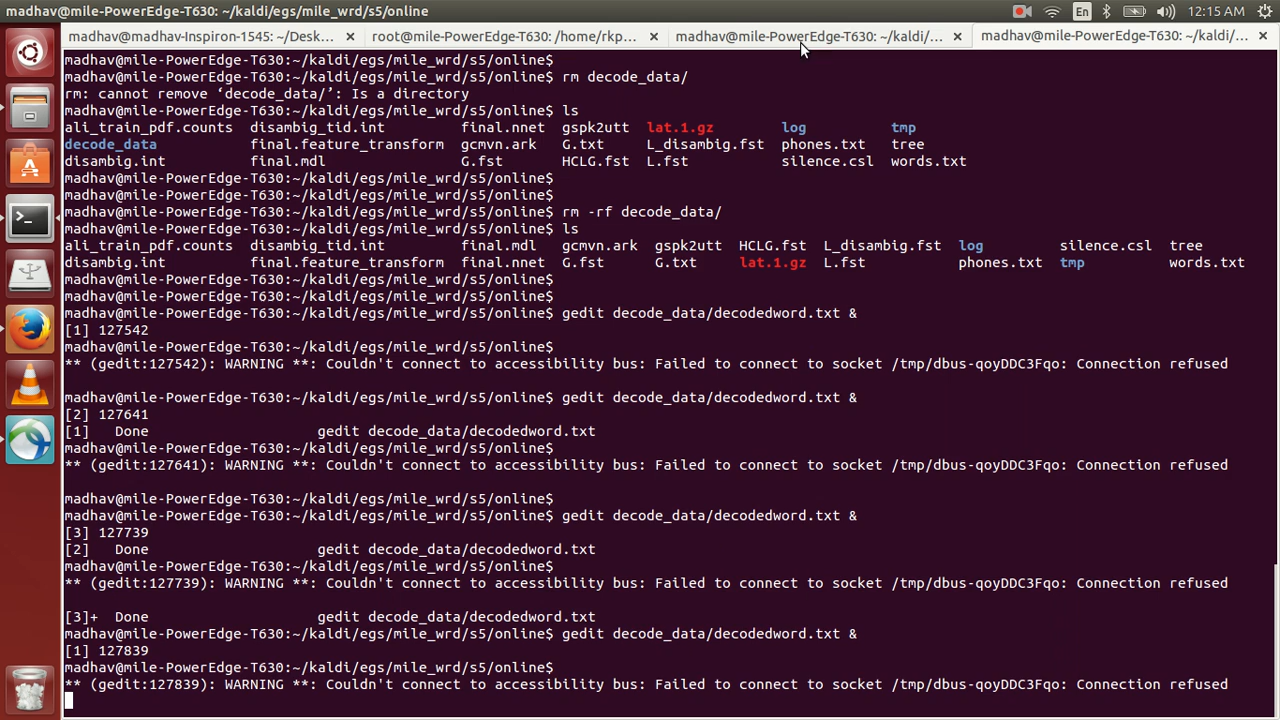 madhav@mile-PowerEdge-T630: ~/kaldi/egs/mile_wrd/s5/online
En
12:15 AM
madhav@madhav-Inspiron-1545: ~/Desk...
root@mile-PowerEdge-T630: /home/rkp...
madhav@mile-PowerEdge-T630: ~/kaldi/...
madhav@mile-PowerEdge-T630: ~/kaldi/...
madhav@mile-PowerEdge-T630:~/kaldi/egs/mile_wrd/s5/online$
madhav@mile-PowerEdge-T630:~/kaldi/egs/mile_wrd/s5/online$ rm decode_data/
rm: cannot remove ‘decode_data/’: Is a directory
madhav@mile-PowerEdge-T630:~/kaldi/egs/mile_wrd/s5/online$ ls
ali_train_pdf.counts disambig_tid.int final.nnet gspk2utt lat.1.gz log tmp
decode_data final.feature_transform gcmvn.ark G.txt L_disambig.fst phones.txt tree
disambig.int final.mdl G.fst HCLG.fst L.fst silence.csl words.txt
madhav@mile-PowerEdge-T630:~/kaldi/egs/mile_wrd/s5/online$
madhav@mile-PowerEdge-T630:~/kaldi/egs/mile_wrd/s5/online$
madhav@mile-PowerEdge-T630:~/kaldi/egs/mile_wrd/s5/online$ rm -rf decode_data/
madhav@mile-PowerEdge-T630:~/kaldi/egs/mile_wrd/s5/online$ ls
ali_train_pdf.counts disambig_tid.int final.mdl gcmvn.ark gspk2utt HCLG.fst L_disambig.fst log silence.csl tree
disambig.int final.feature_transform final.nnet G.fst G.txt lat.1.gz L.fst phones.txt tmp words.txt
madhav@mile-PowerEdge-T630:~/kaldi/egs/mile_wrd/s5/online$
madhav@mile-PowerEdge-T630:~/kaldi/egs/mile_wrd/s5/online$
madhav@mile-PowerEdge-T630:~/kaldi/egs/mile_wrd/s5/online$ gedit decode_data/decodedword.txt &
[1] 127542
madhav@mile-PowerEdge-T630:~/kaldi/egs/mile_wrd/s5/online$
** (gedit:127542): WARNING **: Couldn't connect to accessibility bus: Failed to connect to socket /tmp/dbus-qoyDDC3Fqo: Connection refused
madhav@mile-PowerEdge-T630:~/kaldi/egs/mile_wrd/s5/online$ gedit decode_data/decodedword.txt &
[2] 127641
[1] Done gedit decode_data/decodedword.txt
madhav@mile-PowerEdge-T630:~/kaldi/egs/mile_wrd/s5/online$
** (gedit:127641): WARNING **: Couldn't connect to accessibility bus: Failed to connect to socket /tmp/dbus-qoyDDC3Fqo: Connection refused
madhav@mile-PowerEdge-T630:~/kaldi/egs/mile_wrd/s5/online$
madhav@mile-PowerEdge-T630:~/kaldi/egs/mile_wrd/s5/online$ gedit decode_data/decodedword.txt &
[3] 127739
[2] Done gedit decode_data/decodedword.txt
madhav@mile-PowerEdge-T630:~/kaldi/egs/mile_wrd/s5/online$
** (gedit:127739): WARNING **: Couldn't connect to accessibility bus: Failed to connect to socket /tmp/dbus-qoyDDC3Fqo: Connection refused
[3]+ Done gedit decode_data/decodedword.txt
madhav@mile-PowerEdge-T630:~/kaldi/egs/mile_wrd/s5/online$ gedit decode_data/decodedword.txt &
[1] 127839
madhav@mile-PowerEdge-T630:~/kaldi/egs/mile_wrd/s5/online$
** (gedit:127839): WARNING **: Couldn't connect to accessibility bus: Failed to connect to socket /tmp/dbus-qoyDDC3Fqo: Connection refused